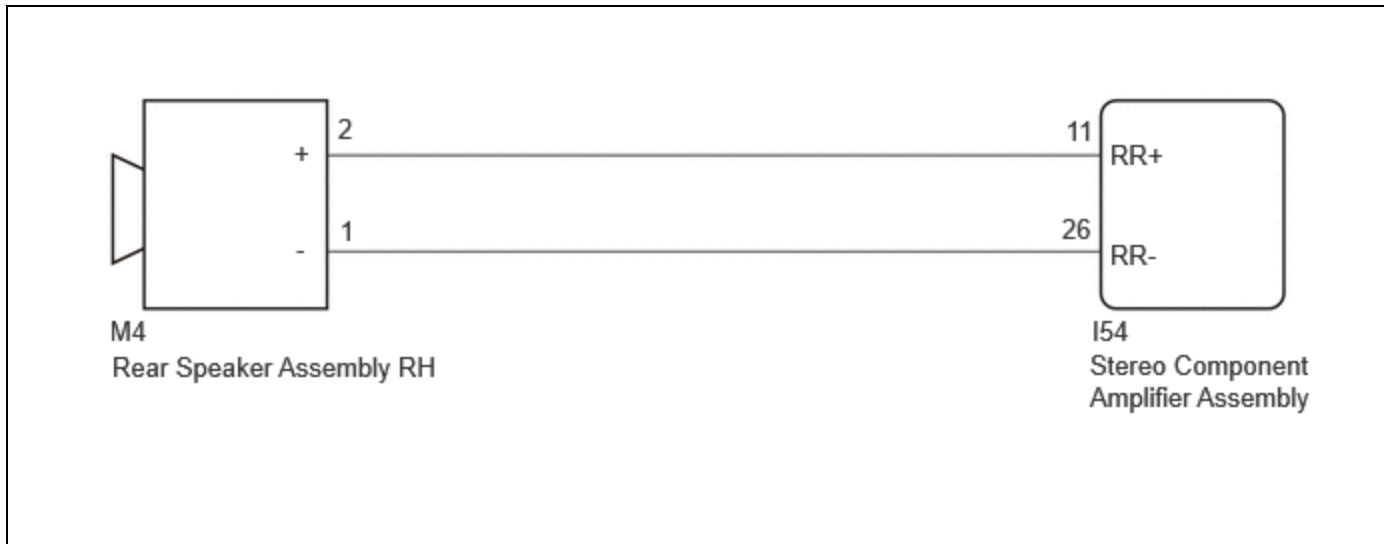 2
+
1
-
M4
Rear Speaker Assembly RH
11
RR+
26
RR-
I54
Stereo Component
Amplifier Assembly